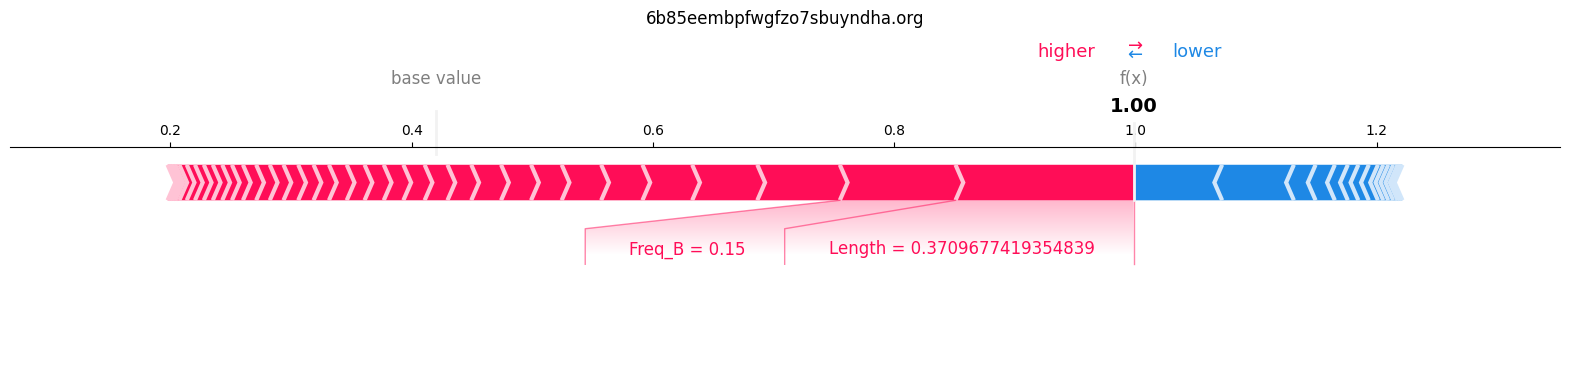 6b85eembpfwgfzo7sbuyndha.org
higher ⇄ lower
base value f(x)
1.00
0.2 0.4 0.6 0.8 1.0 1.2
Freq_B = 0.15 Length = 0.3709677419354839